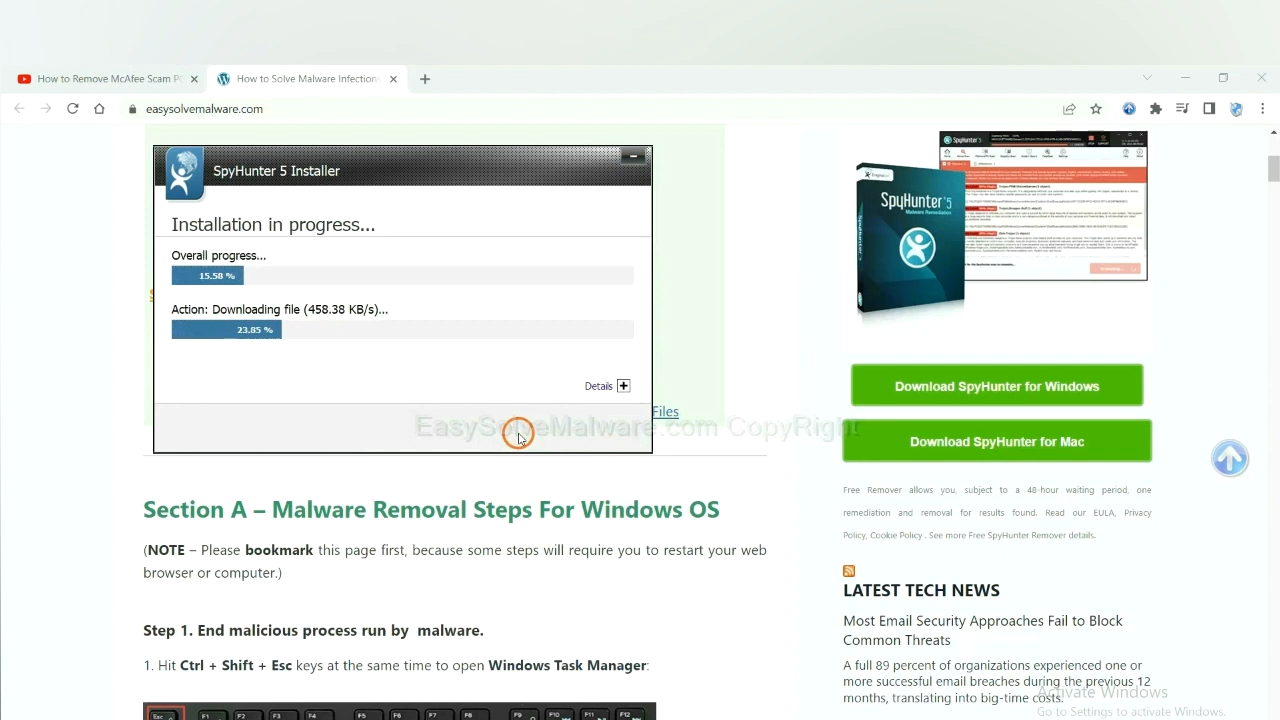 How to Remove McAfee Scam P
How to Solve Malware Infection
easysolvemalware.com
SpyHunter 5 Installer
Installation in progress...
Overall progress...
15.58 %
Action: Downloading file (458.38 KB/s)...
23.85 %
Details
Files
EasySolveMalware.com CopyRight
Section A – Malware Removal Steps For Windows OS
(NOTE – Please bookmark this page first, because some steps will require you to restart your web
browser or computer.)
Step 1. End malicious process run by malware.
1. Hit Ctrl + Shift + Esc keys at the same time to open Windows Task Manager:
Esc F1 F2 F3 F4 F5 F6 F7 F8 F9 F10 F11 F12
SpyHunter 5
Malware Remediation
Download SpyHunter for Windows
Download SpyHunter for Mac
Free Remover allows you, subject to a 48-hour waiting period, one
remediation and removal for results found. Read our EULA, Privacy
Policy, Cookie Policy . See more Free SpyHunter Remover details.
LATEST TECH NEWS
Most Email Security Approaches Fail to Block
Common Threats
A full 89 percent of organizations experienced one or
more successful email breaches during the previous 12
months, translating into big-time costs.
Activate Windows
Go to Settings to activate Windows.